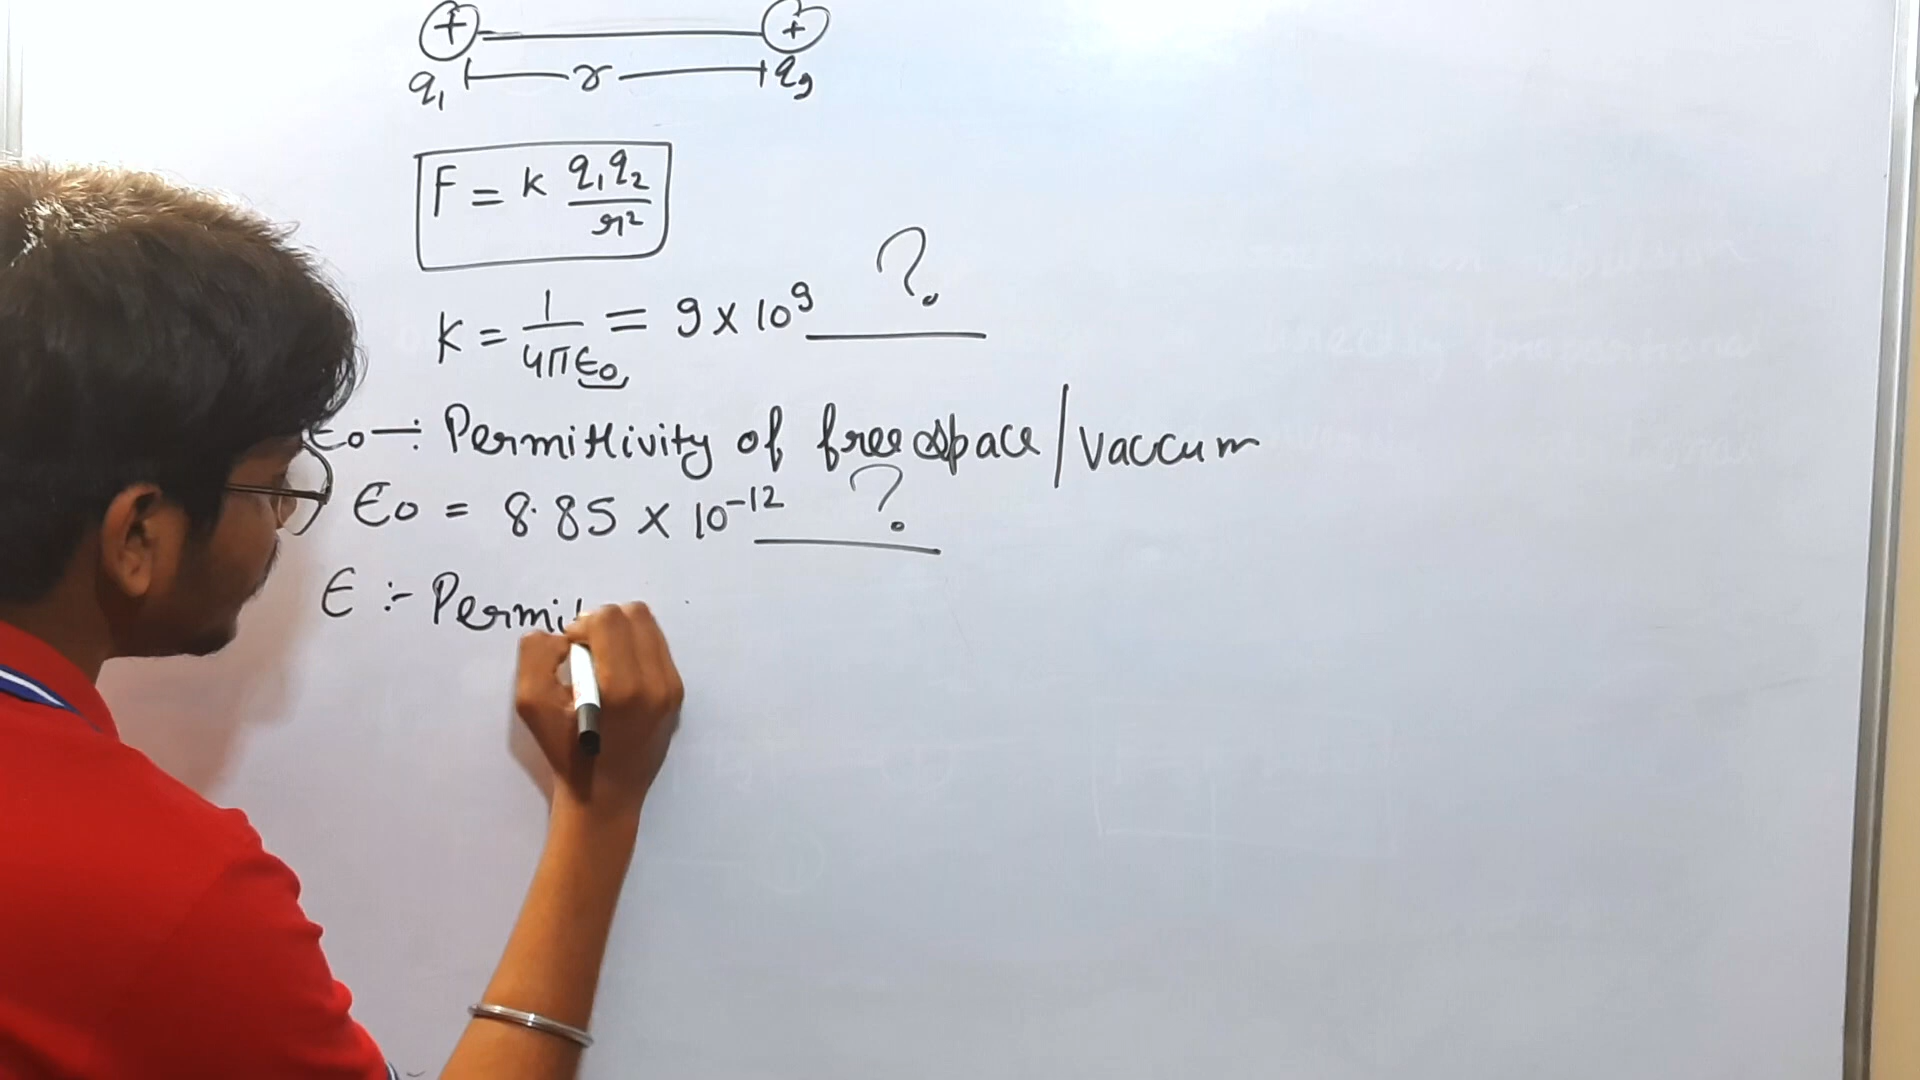 + +
q₁ r q₂
F = K q₁q₂ / r²
K = 1 / 4πε₀ = 9 × 10⁹ ?
ε₀ —: Permittivity of free space / Vaccum
ε₀ = 8.85 × 10⁻¹² ?
ε :- Permit